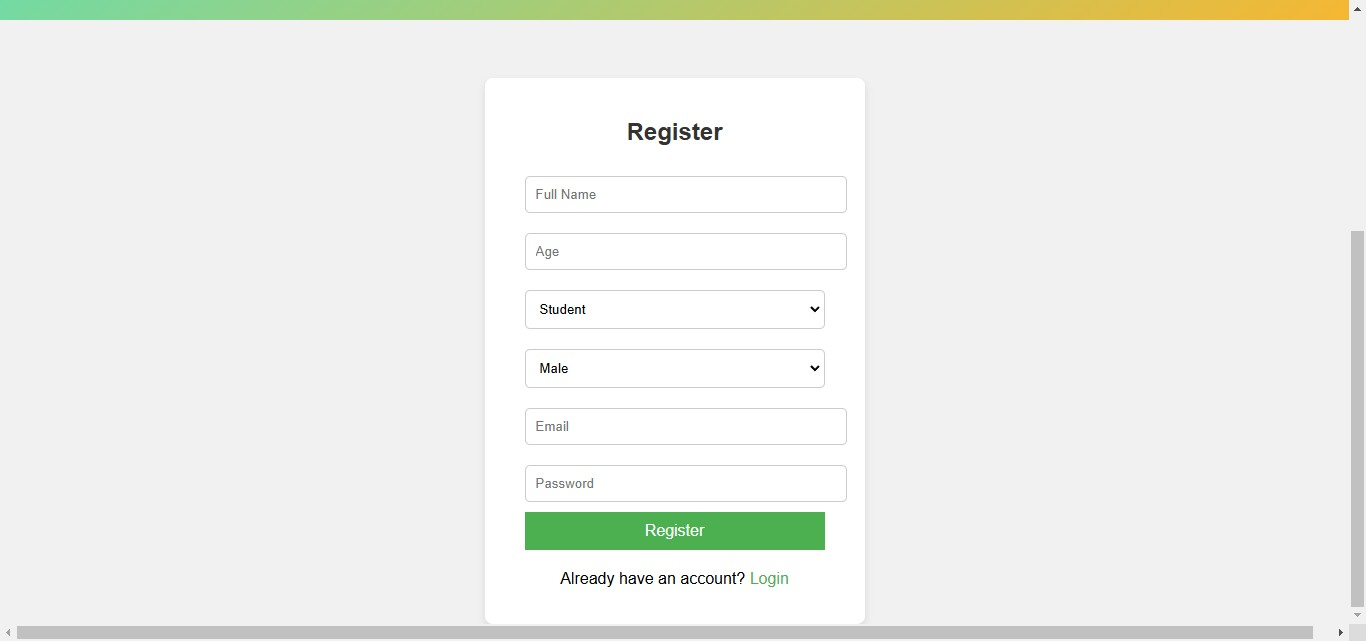 Register
Full Name
Age
Student
Male
Email
Password
Register
Already have an account? Login